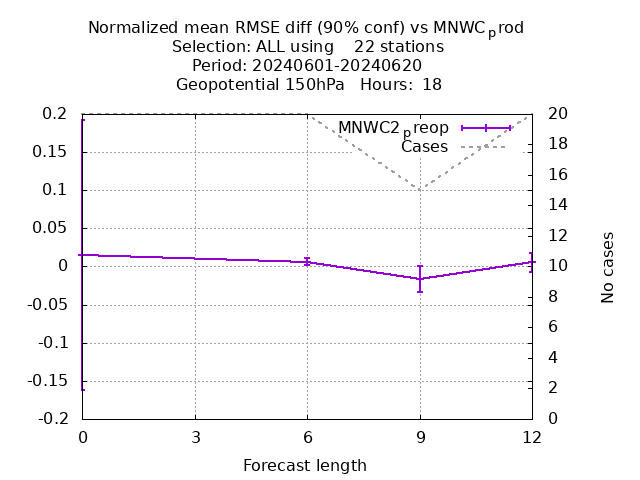 Normalized mean RMSE diff (90% conf) vs MNWCprod
Selection: ALL using    22 stations
Period: 20240601-20240620
Geopotential 150hPa   Hours:  18
MNWC2preop
Cases
0.2
0.15
0.1
0.05
0
-0.05
-0.1
-0.15
-0.2
20
18
16
14
12
10
8
6
4
2
0
No cases
0 3 6 9 12
Forecast length